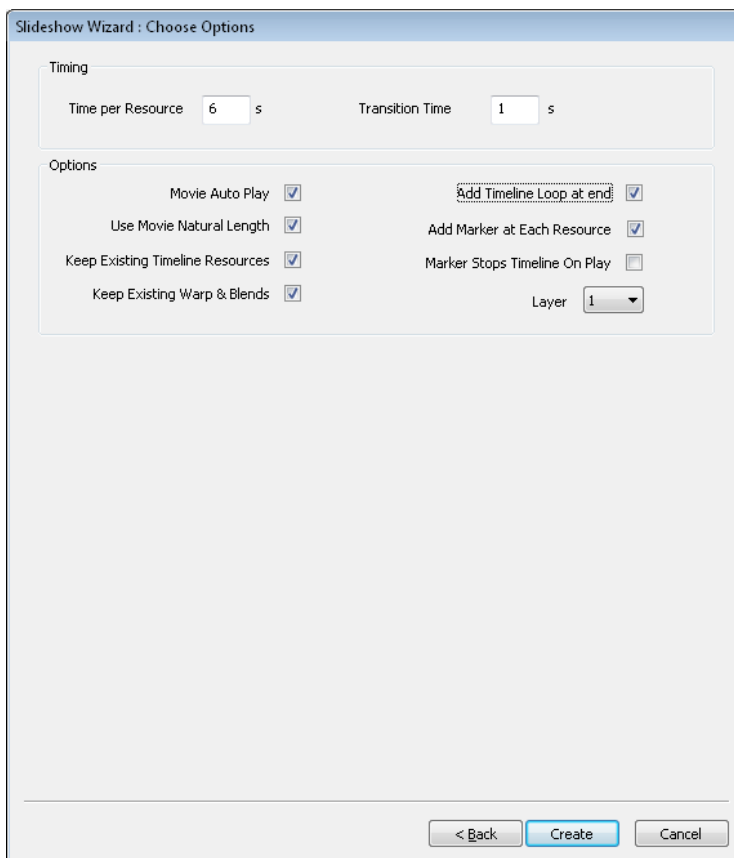 Slideshow Wizard : Choose Options
Timing
Time per Resource 6 s Transition Time 1 s
Options
Movie Auto Play Add Timeline Loop at end
Use Movie Natural Length Add Marker at Each Resource
Keep Existing Timeline Resources Marker Stops Timeline On Play
Keep Existing Warp & Blends Layer 1
< Back Create Cancel